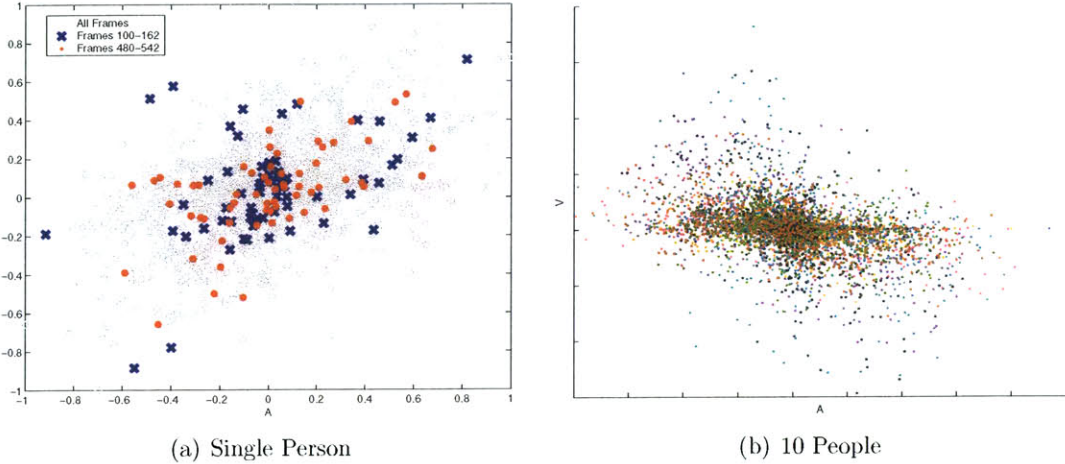 All Frames
Frames 100-162
Frames 480-542
1
0.8
0.6
0.4
0.2
0
-0.2
-0.4
-0.6
-0.8
-1
-1 -0.8 -0.6 -0.4 -0.2 0 0.2 0.4 0.6 0.8 1
A
(a) Single Person
V
A
(b) 10 People